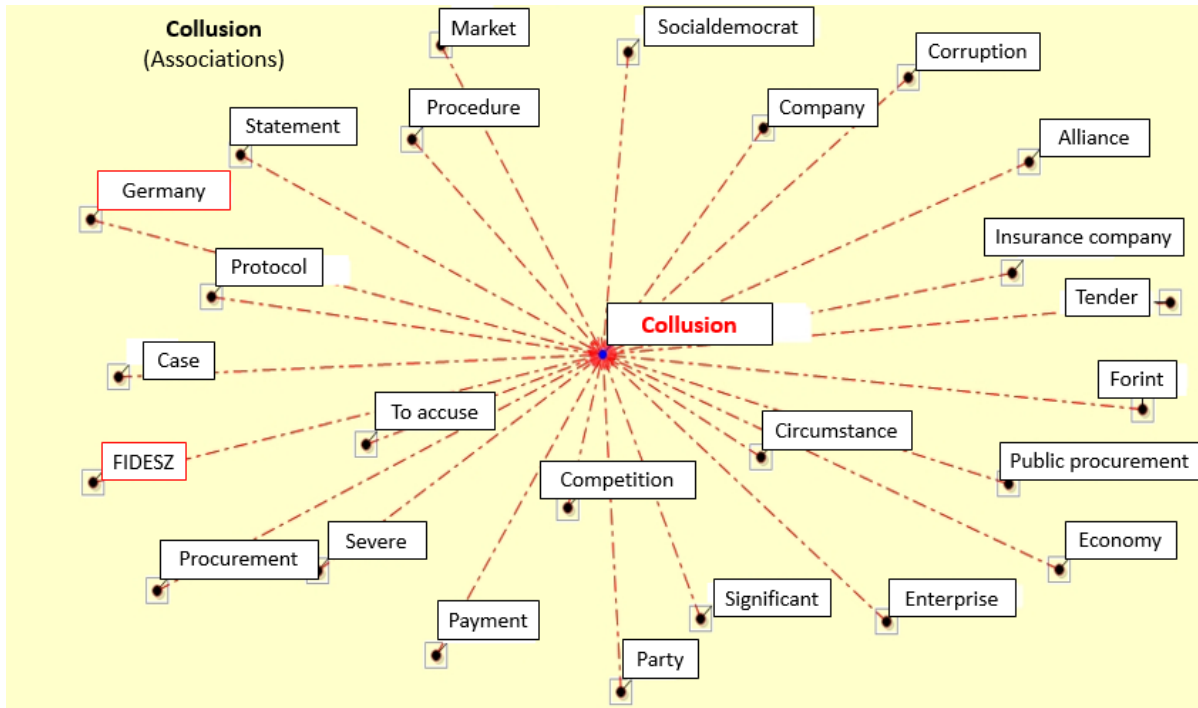 Collusion
(Associations)
Market
Socialdemocrat
Corruption
Procedure
Company
Statement
Alliance
Germany
Insurance company
Protocol
Tender
Collusion
Case
Forint
To accuse
Circumstance
FIDESZ
Competition
Public procurement
Severe
Economy
Procurement
Significant
Enterprise
Payment
Party